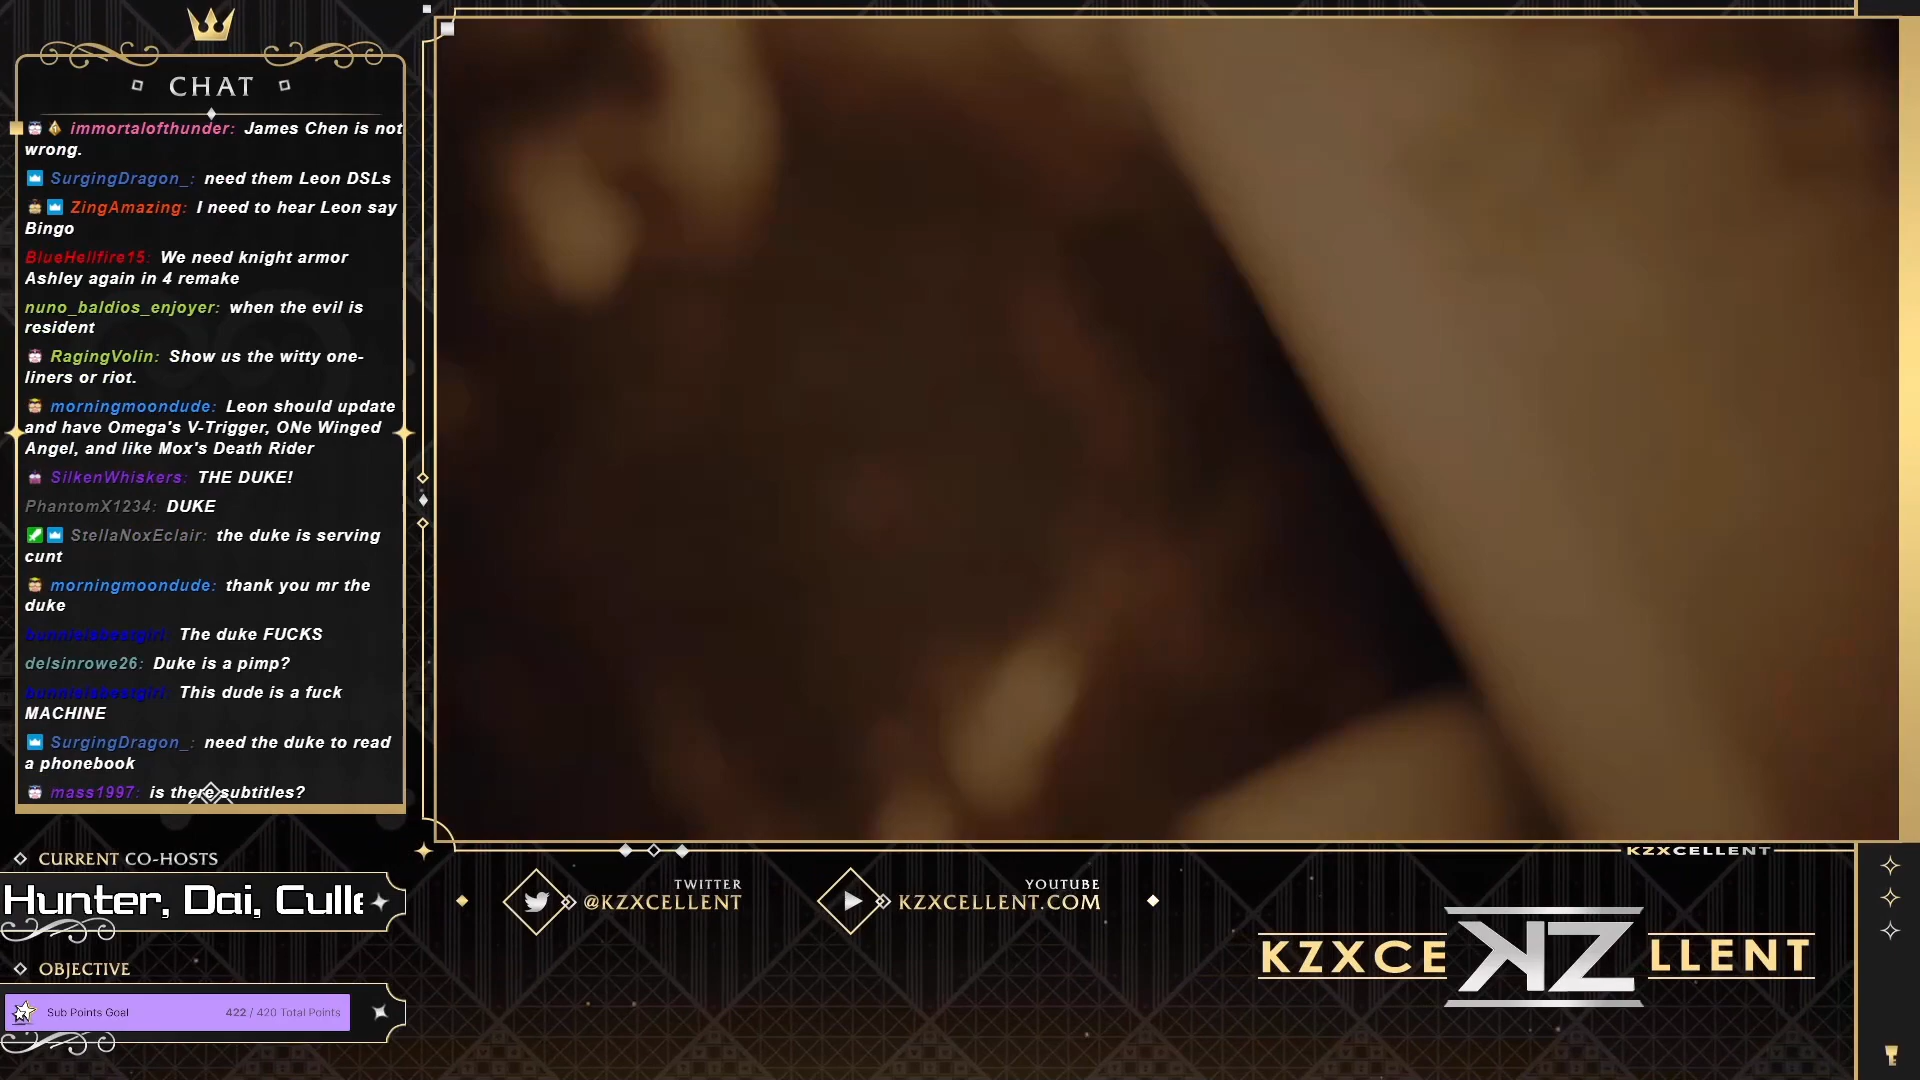 CHAT
immortalofthunder: James Chen is not
wrong.
SurgingDragon_: need them Leon DSLs
ZingAmazing: I need to hear Leon say
Bingo
BlueHellfire15: We need knight armor
Ashley again in 4 remake
nuno_baldios_enjoyer: when the evil is
resident
RagingVolin: Show us the witty one-
liners or riot.
morningmoondude: Leon should update
and have Omega's V-Trigger, ONe Winged
Angel, and like Mox's Death Rider
SilkenWhiskers: THE DUKE!
PhantomX1234: DUKE
StellaNoxEclair: the duke is serving
cunt
morningmoondude: thank you mr the
duke
bunnieisbestgirl: The duke FUCKS
delsinrowe26: Duke is a pimp?
bunnieisbestgirl: This dude is a fuck
MACHINE
SurgingDragon_: need the duke to read
a phonebook
mass1997: is there subtitles?
CURRENT CO-HOSTS
Hunter, Dai, Culle
OBJECTIVE
Sub Points Goal 422 / 420 Total Points
TWITTER
@KZXCELLENT
YOUTUBE
KZXCELLENT.COM
KZXCELLENT
KZXCE KZ LLENT